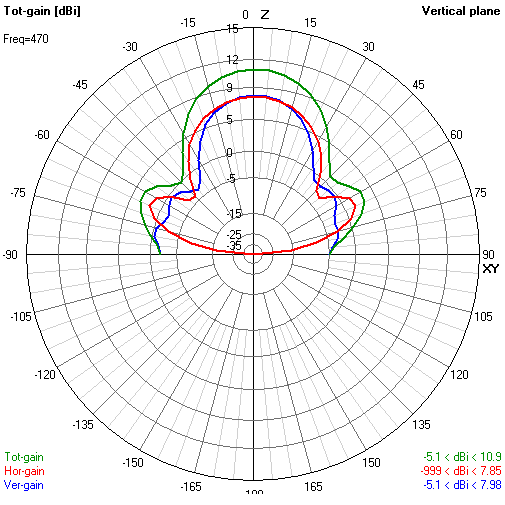 Tot-gain [dBi]
0 Z
Vertical plane
Freq=470
-15
15
15
-30
30
12
-45
9
45
5
-60
60
0
-5
-75
75
-15
-25
-35
-90
90
XY
-105
105
-120
120
-135
135
-150
150
-165
165
180
Tot-gain
-5.1 < dBi < 10.9
Hor-gain
-999 < dBi < 7.85
Ver-gain
-5.1 < dBi < 7.98